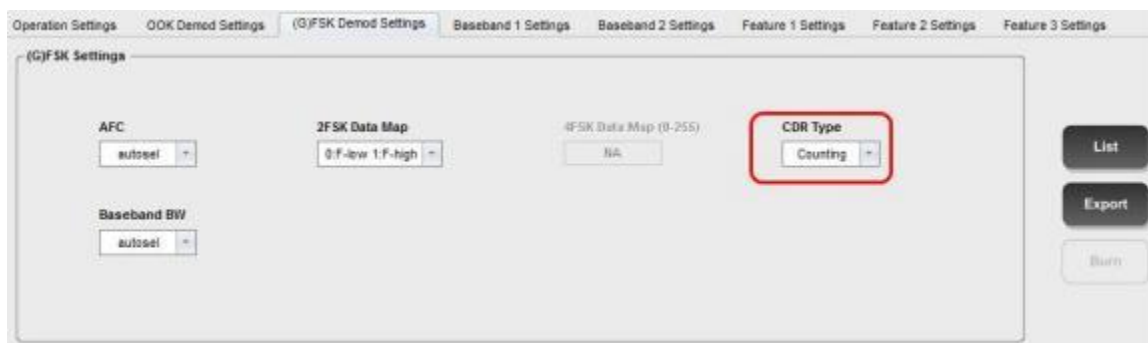 Operation Settings OOK Demod Settings (G)FSK Demod Settings Baseband 1 Settings Baseband 2 Settings Feature 1 Settings Feature 2 Settings Feature 3 Settings
(G)FSK Settings
AFC 2FSK Data Map 4FSK Data Map (0-255) CDR Type
autosel 0:F-low 1:F-high NA Counting
List
Baseband BW
autosel
Export
Burn